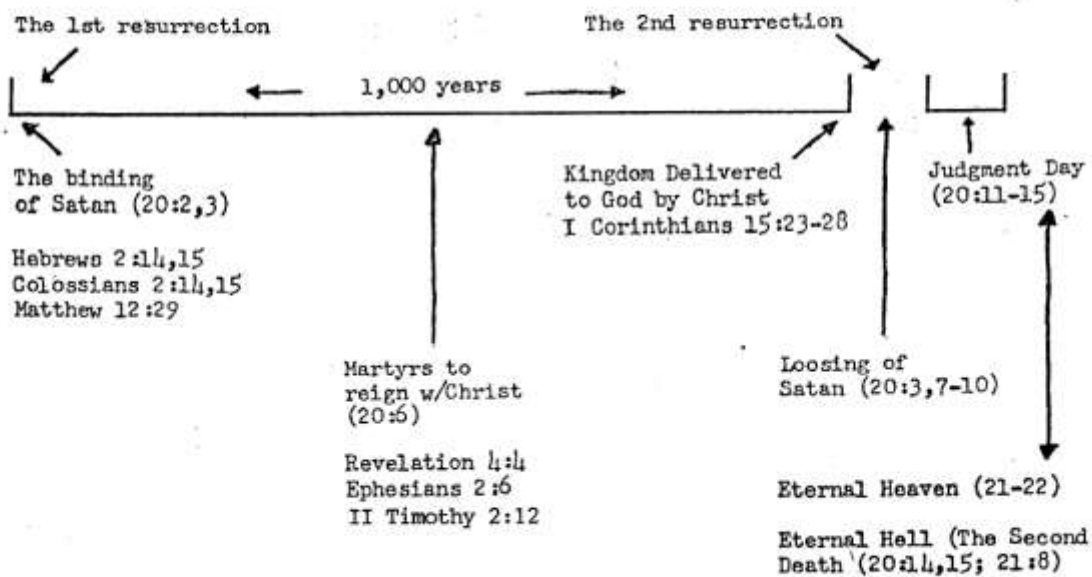 The 1st resurrection
The 2nd resurrection
1,000 years
The binding
of Satan (20:2,3)
Hebrews 2:14,15
Colossians 2:14,15
Matthew 12:29
Martyrs to
reign w/Christ
(20:6)
Revelation 4:4
Ephesians 2:6
II Timothy 2:12
Kingdom Delivered
to God by Christ
I Corinthians 15:23-28
Loosing of
Satan (20:3,7-10)
Judgment Day
(20:11-15)
Eternal Heaven (21-22)
Eternal Hell (The Second
Death (20:14,15; 21:8)